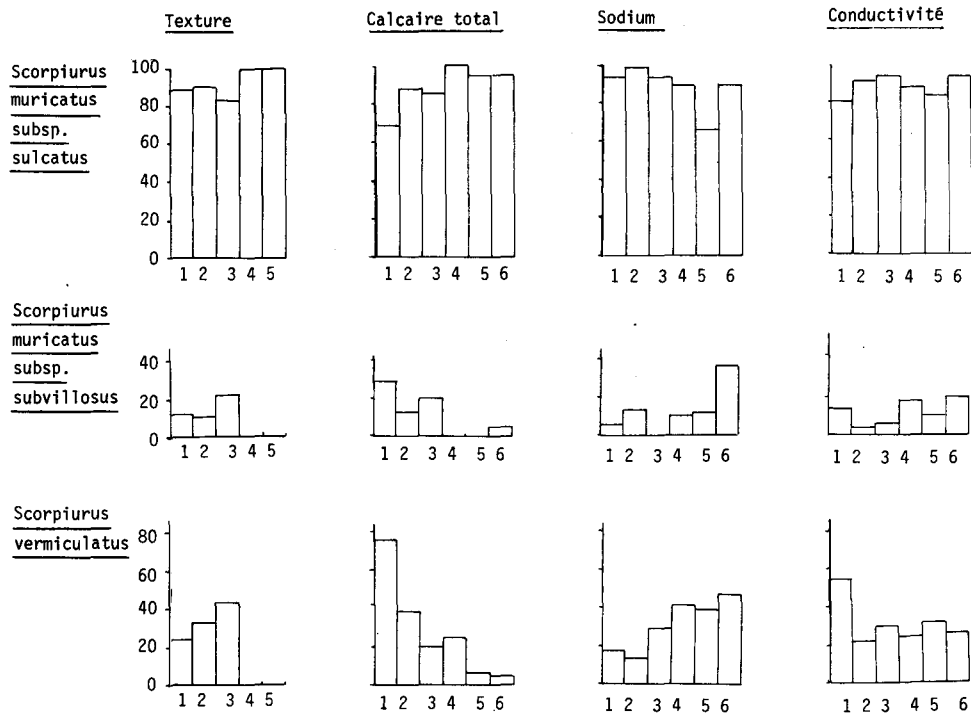 Texture
Calcaire total
Sodium
Conductivité
Scorpiurus
muricatus
subsp.
sulcatus
100
80
60
40
20
0
1 2 3 4 5
1 2 3 4 5 6
1 2 3 4 5 6
1 2 3 4 5 6
Scorpiurus
muricatus
subsp.
subvillosus
40
20
0
1 2 3 4 5
1 2 3 4 5 6
1 2 3 4 5 6
1 2 3 4 5 6
Scorpiurus
vermiculatus
80
60
40
20
0
1 2 3 4 5
1 2 3 4 5 6
1 2 3 4 5 6
1 2 3 4 5 6